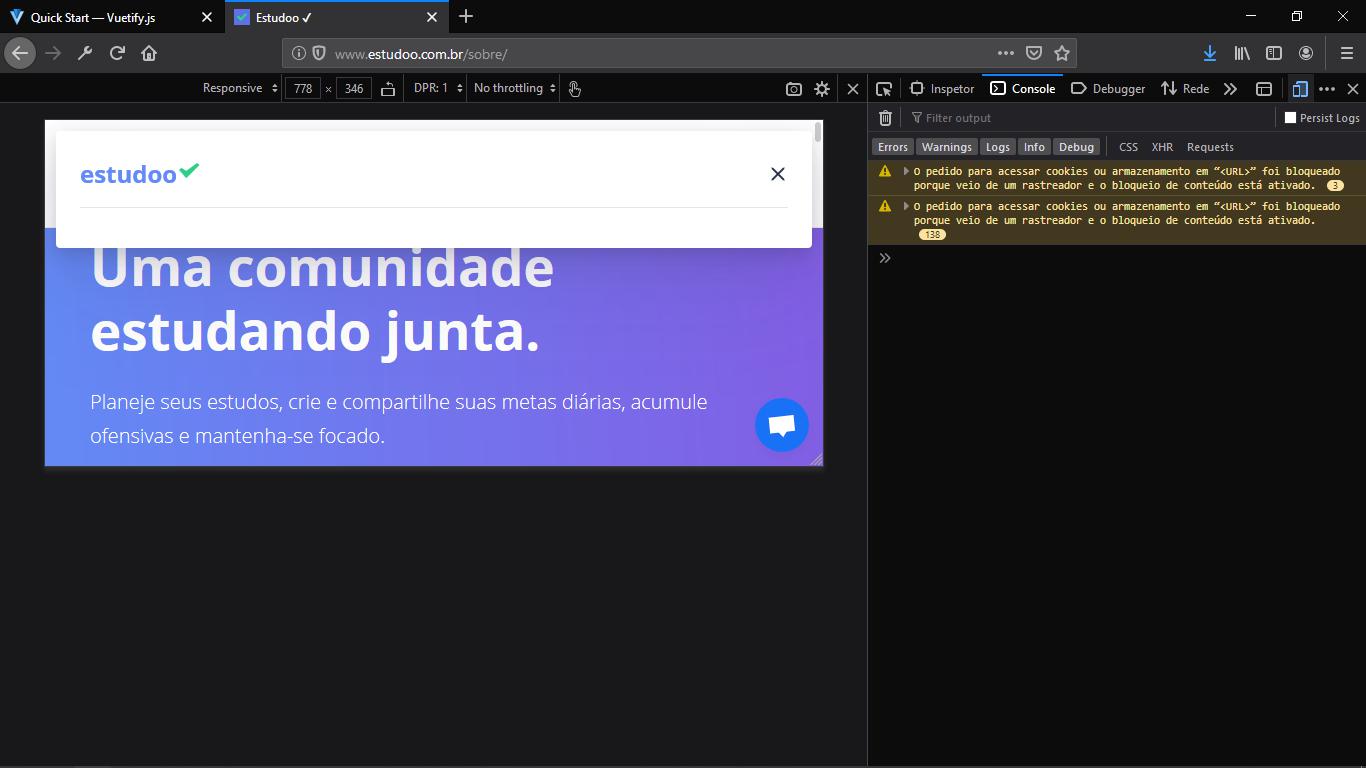 Quick Start — Vuetify.js
Estudoo ✓
www.estudoo.com.br/sobre/
Responsive 778 × 346 DPR: 1 No throttling
Inspetor Console Debugger Rede
Filter output Persist Logs
Errors Warnings Logs Info Debug CSS XHR Requests
O pedido para acessar cookies ou armazenamento em “<URL>” foi bloqueado
porque veio de um rastreador e o bloqueio de conteúdo está ativado. 3
O pedido para acessar cookies ou armazenamento em “<URL>” foi bloqueado
porque veio de um rastreador e o bloqueio de conteúdo está ativado.
138
estudoo
Uma comunidade
estudando junta.
Planeje seus estudos, crie e compartilhe suas metas diárias, acumule
ofensivas e mantenha-se focado.